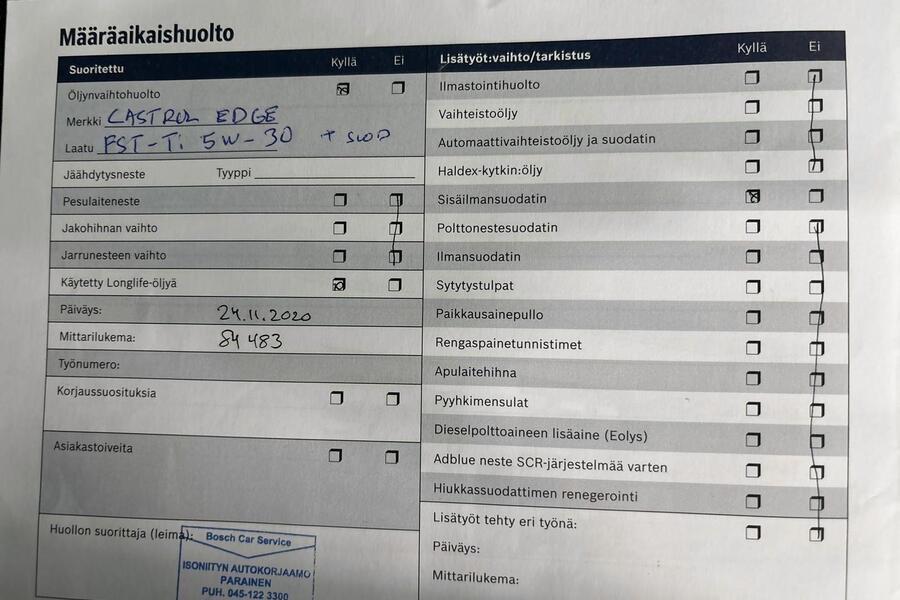 Määräaikaishuolto
Suoritettu Kyllä Ei
Öljynvaihtohuolto
Merkki CASTROL EDGE
Laatu FST-Ti 5W-30 + SUOD
Jäähdytysneste Tyyppi
Pesulaiteneste
Jakohihnan vaihto
Jarrunesteen vaihto
Käytetty Longlife-öljyä
Päiväys: 24.11.2020
Mittarilukema: 84 483
Työnumero:
Korjaussuosituksia
Asiakastoiveita
Huollon suorittaja (leima):
Bosch Car Service
ISONIITYN AUTOKORJAAMO
PARAINEN
PUH. 045-122 3300
Lisätyöt:vaihto/tarkistus Kyllä Ei
Ilmastointihuolto
Vaihteistoöljy
Automaattivaihteistoöljy ja suodatin
Haldex-kytkin:öljy
Sisäilmansuodatin
Polttonestesuodatin
Ilmansuodatin
Sytytystulpat
Paikkausainepullo
Rengaspainetunnistimet
Apulaitehihna
Pyyhkimensulat
Dieselpolttoaineen lisäaine (Eolys)
Adblue neste SCR-järjestelmää varten
Hiukkassuodattimen renegerointi
Lisätyöt tehty eri työnä:
Päiväys:
Mittarilukema: